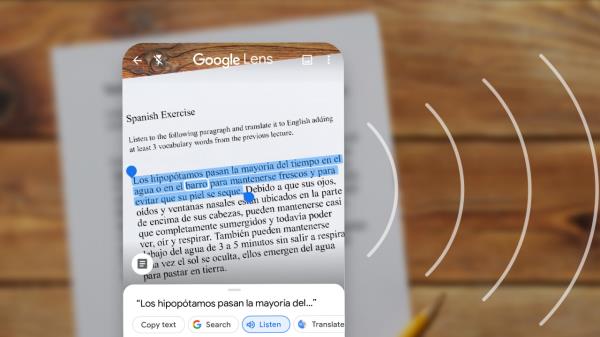 Google Lens
Spanish Exercise
Listen to the following paragraph and translate it to English adding
at least 3 vocabulary words from the previous lecture.
Los hipopótamos pasan la mayoría del tiempo en el
agua o en el barro para mantenerse frescos y para
evitar que su piel se seque. Debido a que sus ojos,
oídos y ventanas nasales están ubicados en la parte
de encima de sus cabezas, pueden mantenerse casi
que completamente sumergidos y todavía poder
ver, oir y respirar. También pueden mantenerse
debajo del agua de 3 a 5 minutos sin salir a respira
una vez el sol se oculta, ellos emergen del agua
para pastar en tierra.
“Los hipopótamos pasan la mayoría del...”
Copy text
Search
Listen
Translate